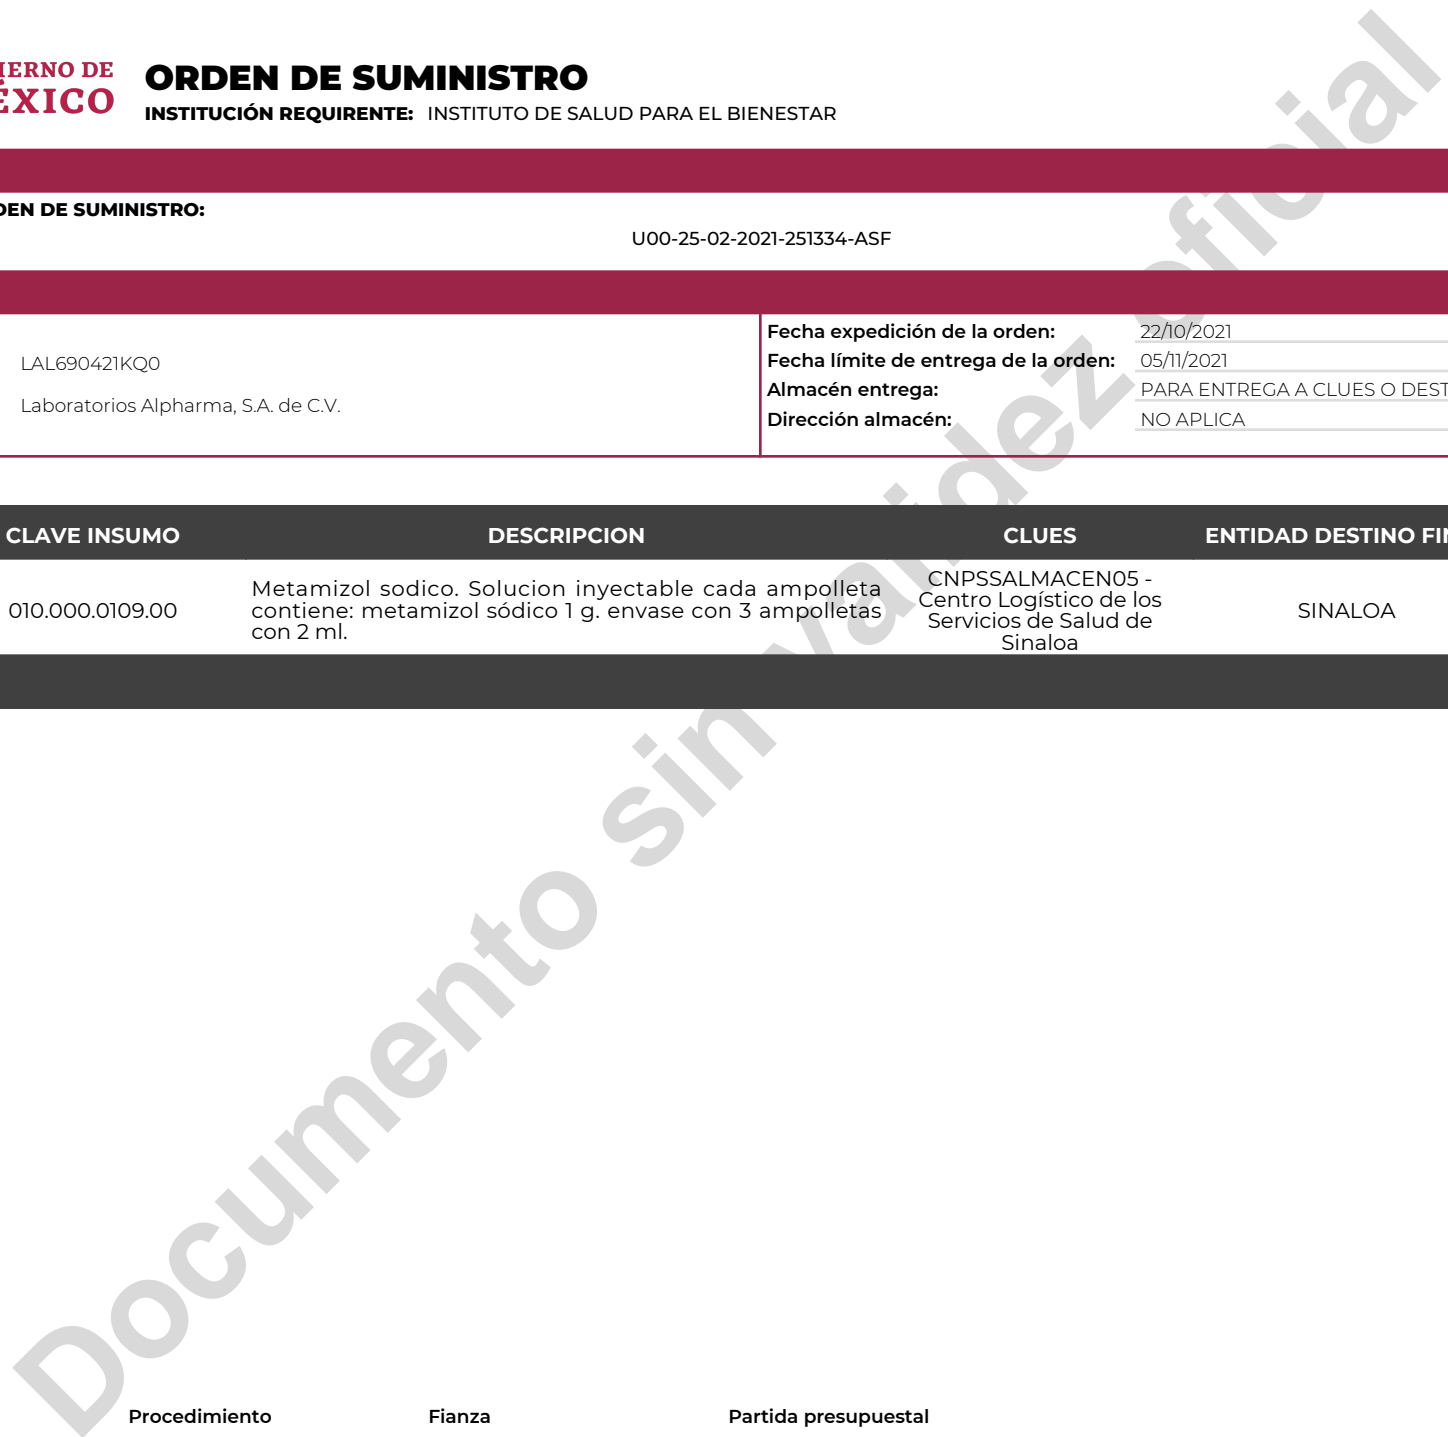 IERNO DE
ÉXICO
ORDEN DE SUMINISTRO
INSTITUCIÓN REQUIRENTE: INSTITUTO DE SALUD PARA EL BIENESTAR
DEN DE SUMINISTRO:
U00-25-02-2021-251334-ASF
LAL690421KQ0
Laboratorios Alpharma, S.A. de C.V.
Fecha expedición de la orden: 22/10/2021
Fecha límite de entrega de la orden: 05/11/2021
Almacén entrega: PARA ENTREGA A CLUES O DEST
Dirección almacén: NO APLICA
CLAVE INSUMO DESCRIPCION CLUES ENTIDAD DESTINO FIN
010.000.0109.00
Metamizol sodico. Solucion inyectable cada ampolleta
contiene: metamizol sódico 1 g. envase con 3 ampolletas
con 2 ml.
CNPSSALMACEN05 -
Centro Logístico de los
Servicios de Salud de
Sinaloa
SINALOA
Documento sin validez oficial
Procedimiento Fianza Partida presupuestal